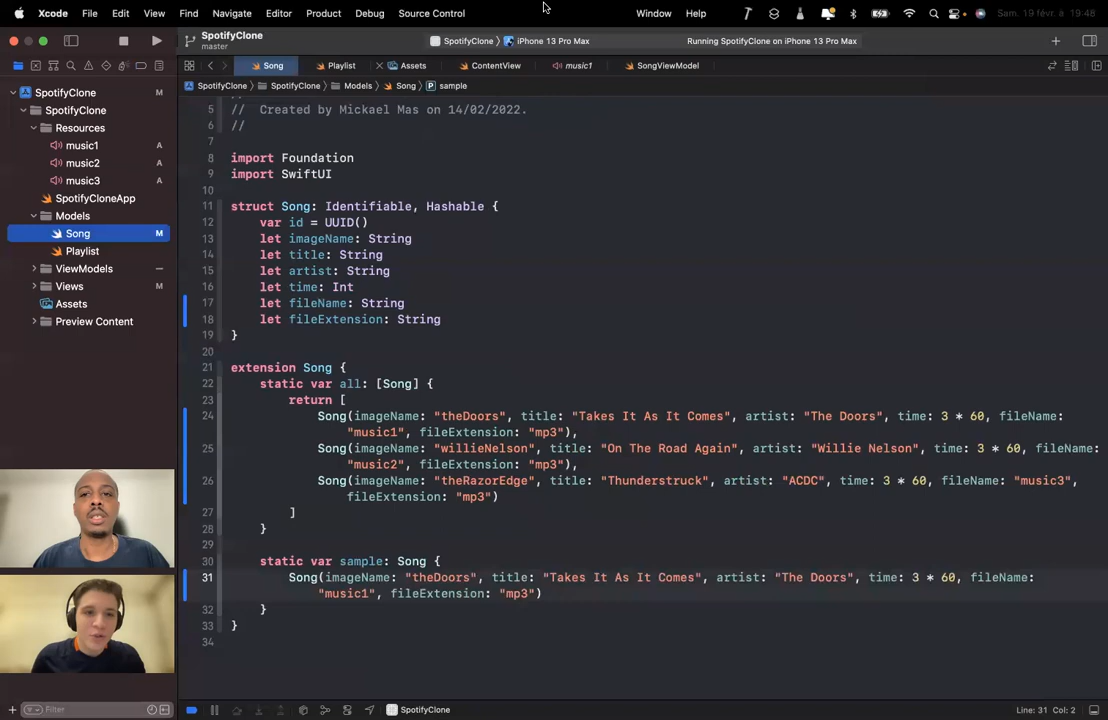 Xcode File Edit View Find Navigate Editor Product Debug Source Control Window Help Sam. 19 févr. à 19:48
SpotifyClone
master
SpotifyClone iPhone 13 Pro Max Running SpotifyClone on iPhone 13 Pro Max
Song Playlist Assets ContentView music1 SongViewModel
SpotifyClone SpotifyClone Models Song P sample
SpotifyClone M
SpotifyClone
Resources
music1 A
music2 A
music3 A
SpotifyCloneApp
Models
Song M
Playlist
ViewModels
Views M
Assets
Preview Content
5 // Created by Mickael Mas on 14/02/2022.
6 //
7
8 import Foundation
9 import SwiftUI
10
11 struct Song: Identifiable, Hashable {
12 var id = UUID()
13 let imageName: String
14 let title: String
15 let artist: String
16 let time: Int
17 let fileName: String
18 let fileExtension: String
19 }
20
21 extension Song {
22 static var all: [Song] {
23 return [
24 Song(imageName: "theDoors", title: "Takes It As It Comes", artist: "The Doors", time: 3 * 60, fileName:
"music1", fileExtension: "mp3"),
25 Song(imageName: "willieNelson", title: "On The Road Again", artist: "Willie Nelson", time: 3 * 60, fileName:
"music2", fileExtension: "mp3"),
26 Song(imageName: "theRazorEdge", title: "Thunderstruck", artist: "ACDC", time: 3 * 60, fileName: "music3",
fileExtension: "mp3")
27 ]
28 }
29
30 static var sample: Song {
31 Song(imageName: "theDoors", title: "Takes It As It Comes", artist: "The Doors", time: 3 * 60, fileName:
"music1", fileExtension: "mp3")
32 }
33 }
34
Filter
SpotifyClone
Line: 31 Col: 2